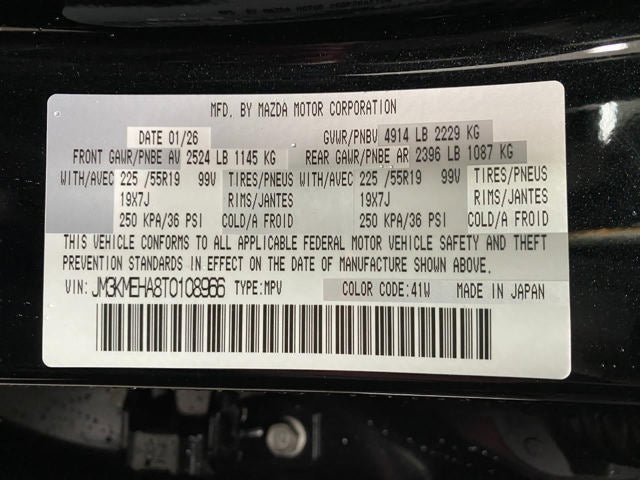 MFD. BY MAZDA MOTOR CORPORATION
DATE 01/26 GVWR/PNBV 4914 LB 2229 KG
FRONT GAWR/PNBE AV 2524 LB 1145 KG REAR GAWR/PNBE AR 2396 LB 1087 KG
WITH/AVEC 225 /55R19 99V TIRES/PNEUS WITH/AVEC 225 /55R19 99V TIRES/PNEUS
19X7J RIMS/JANTES 19X7J RIMS/JANTES
250 KPA/36 PSI COLD/A FROID 250 KPA/36 PSI COLD/A FROID
THIS VEHICLE CONFORMS TO ALL APPLICABLE FEDERAL MOTOR VEHICLE SAFETY AND THEFT
PREVENTION STANDARDS IN EFFECT ON THE DATE OF MANUFACTURE SHOWN ABOVE.
VIN: JM3KMEHA8T0108966 TYPE:MPV COLOR CODE:41W MADE IN JAPAN